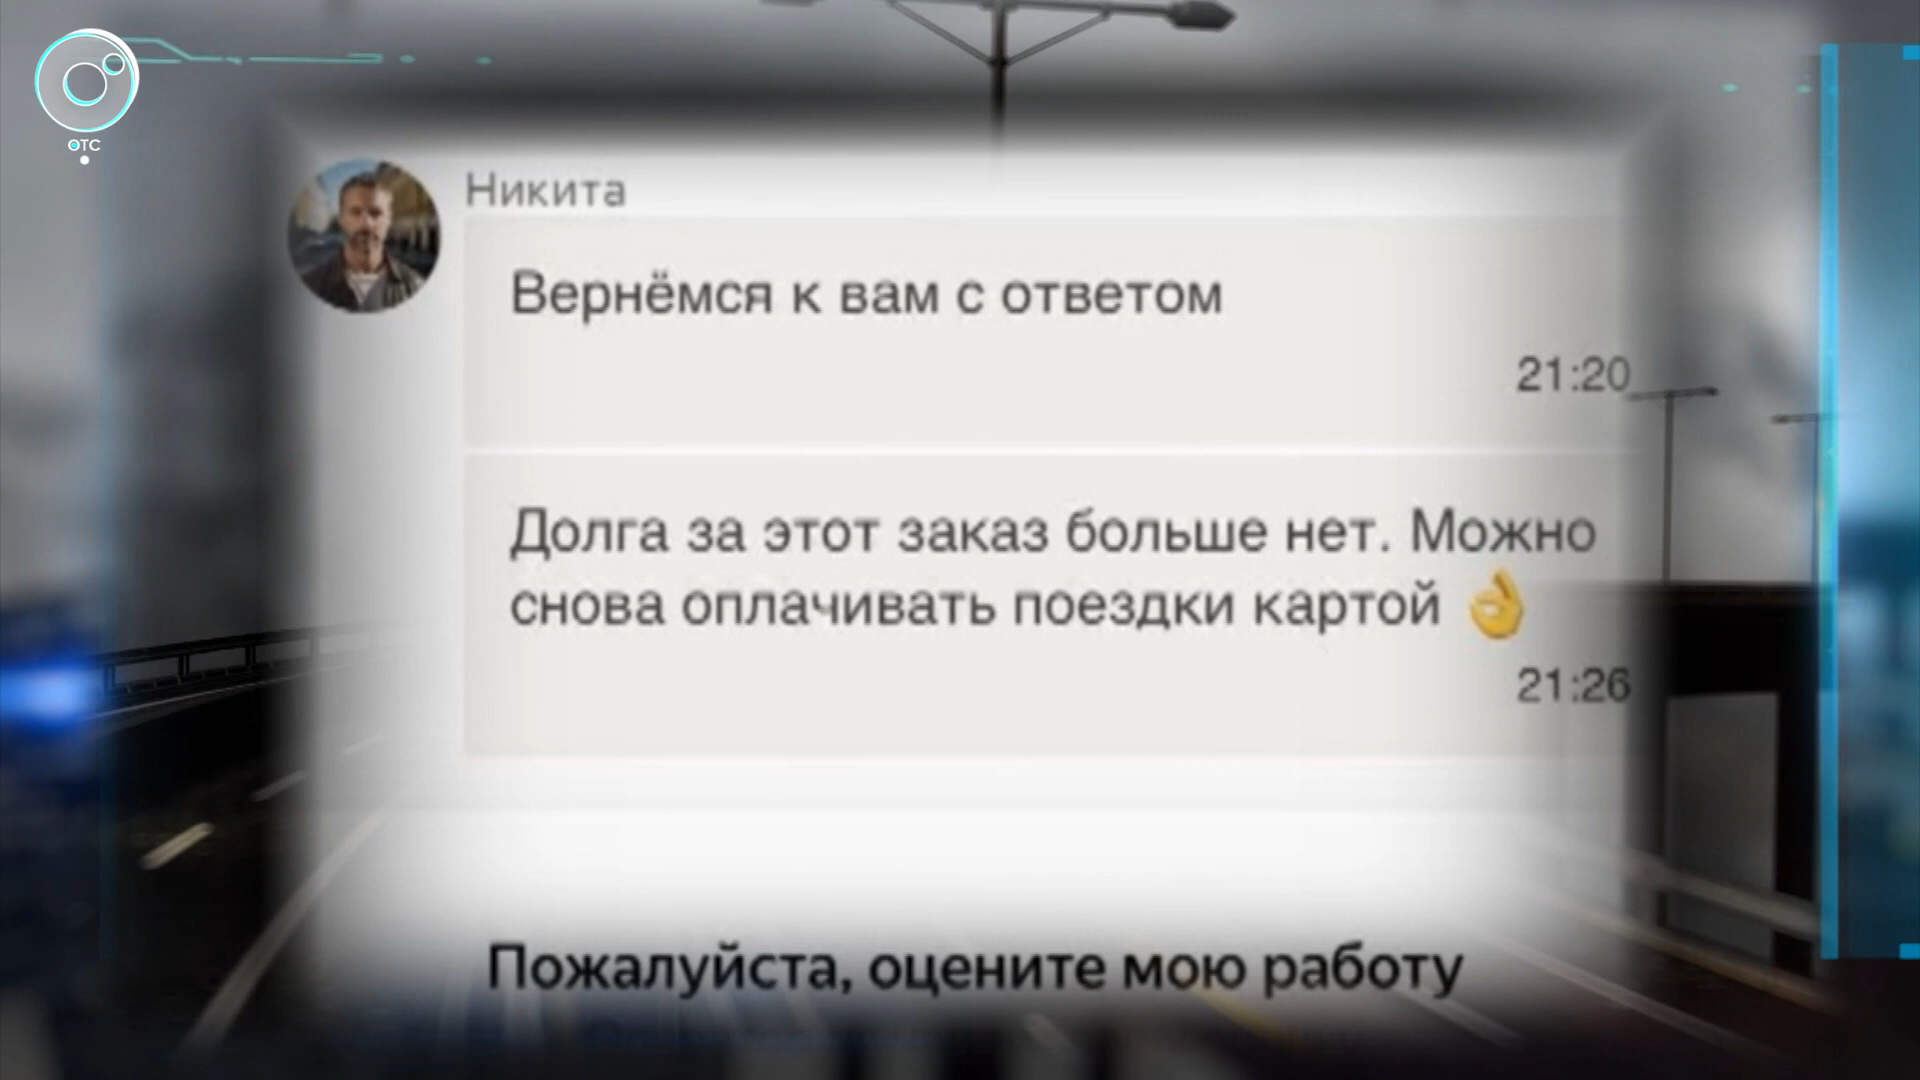 ОТС
Никита
Вернёмся к вам с ответом
21:20
Долга за этот заказ больше нет. Можно
снова оплачивать поездки картой 👌
21:26
Пожалуйста, оцените мою работу